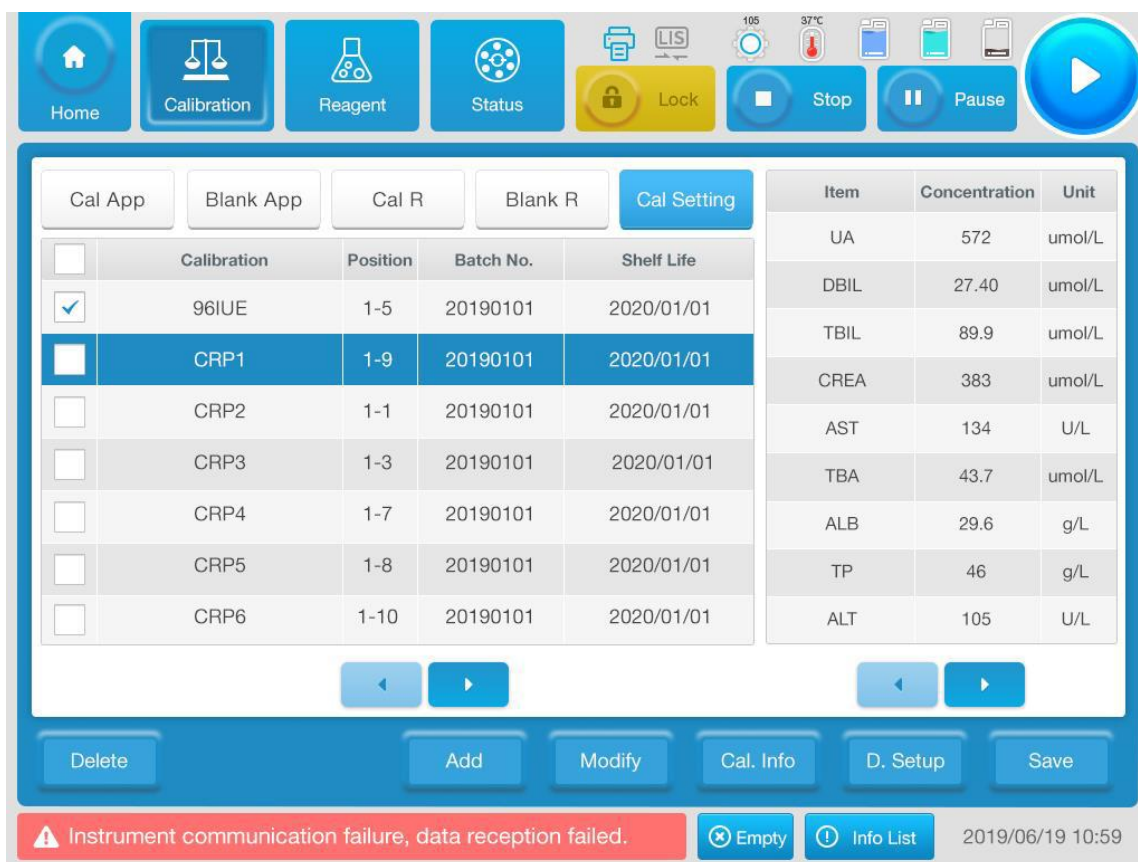 LIS
105
37°C
Home
Calibration
Reagent
Status
Lock
Stop
Pause
Cal App
Blank App
Cal R
Blank R
Cal Setting
Calibration Position Batch No. Shelf Life
96IUE 1-5 20190101 2020/01/01
CRP1 1-9 20190101 2020/01/01
CRP2 1-1 20190101 2020/01/01
CRP3 1-3 20190101 2020/01/01
CRP4 1-7 20190101 2020/01/01
CRP5 1-8 20190101 2020/01/01
CRP6 1-10 20190101 2020/01/01
Item Concentration Unit
UA 572 umol/L
DBIL 27.40 umol/L
TBIL 89.9 umol/L
CREA 383 umol/L
AST 134 U/L
TBA 43.7 umol/L
ALB 29.6 g/L
TP 46 g/L
ALT 105 U/L
Delete
Add
Modify
Cal. Info
D. Setup
Save
Instrument communication failure, data reception failed.
Empty
Info List
2019/06/19 10:59